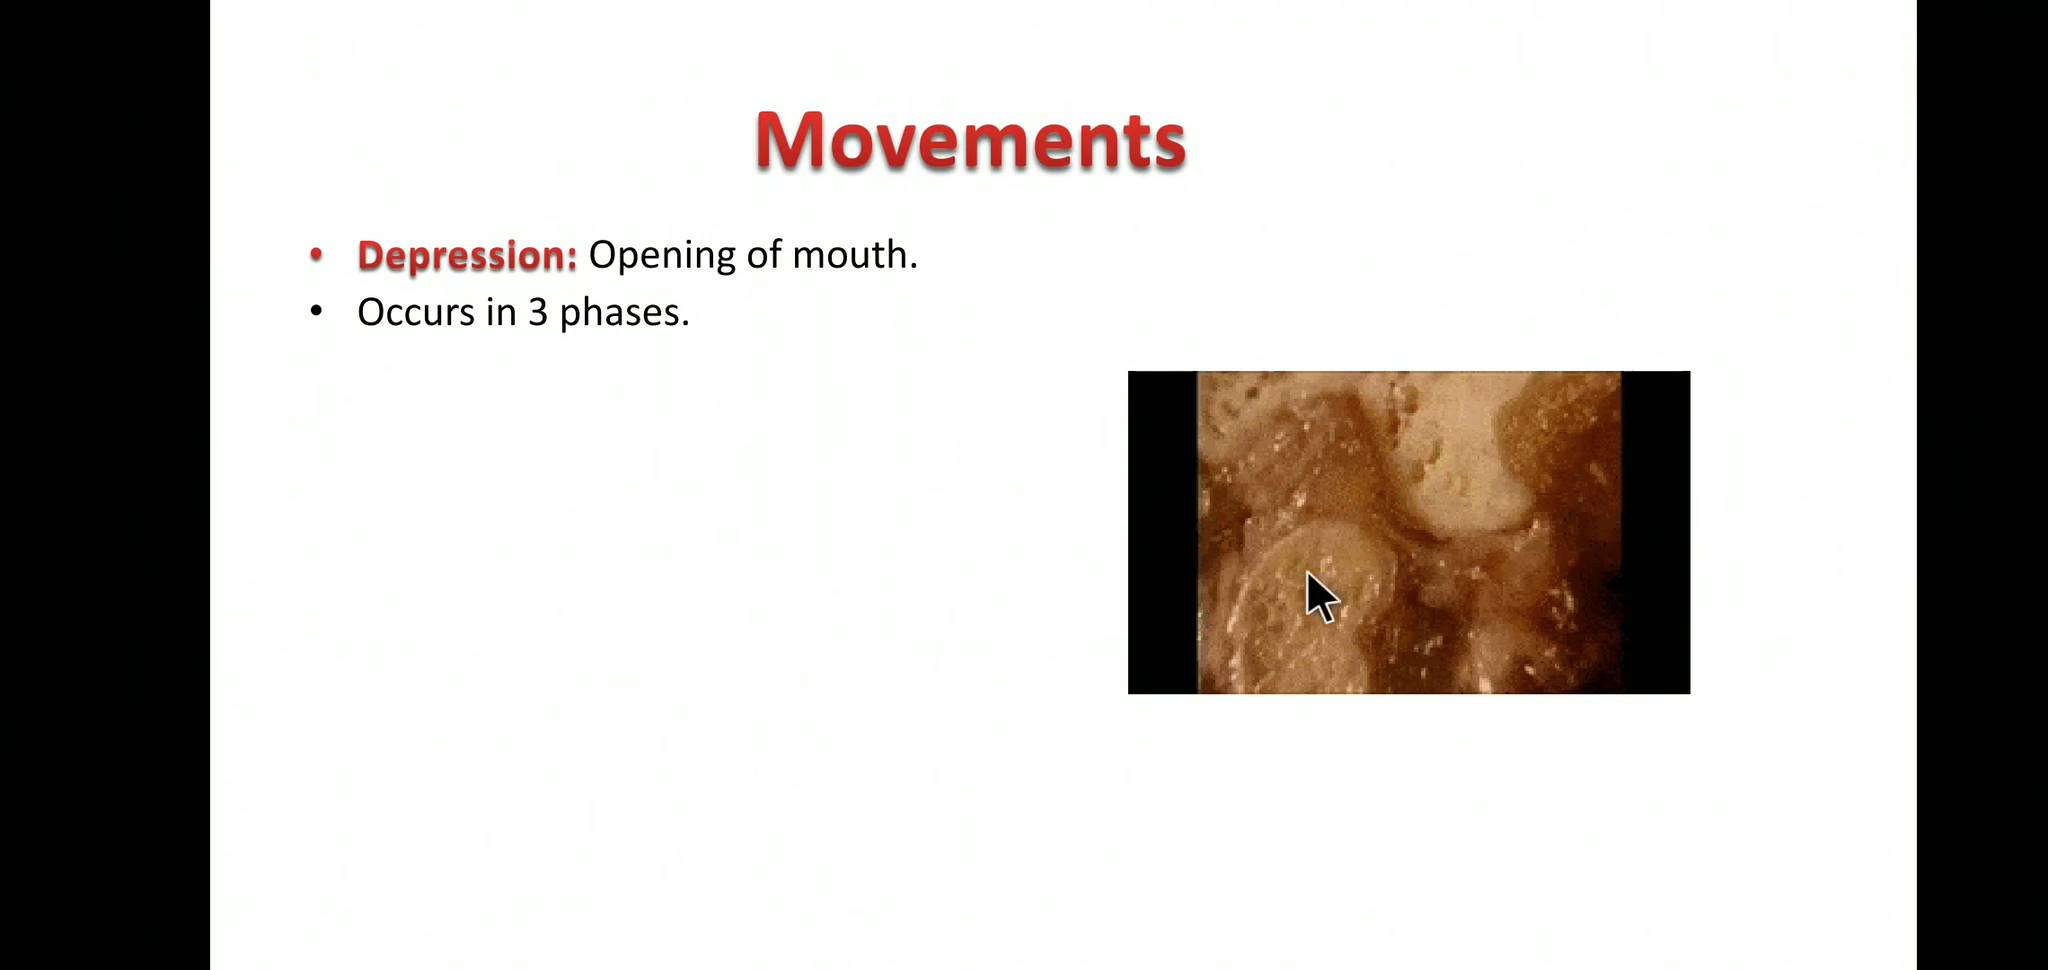 Movements
• Depression: Opening of mouth.
• Occurs in 3 phases.